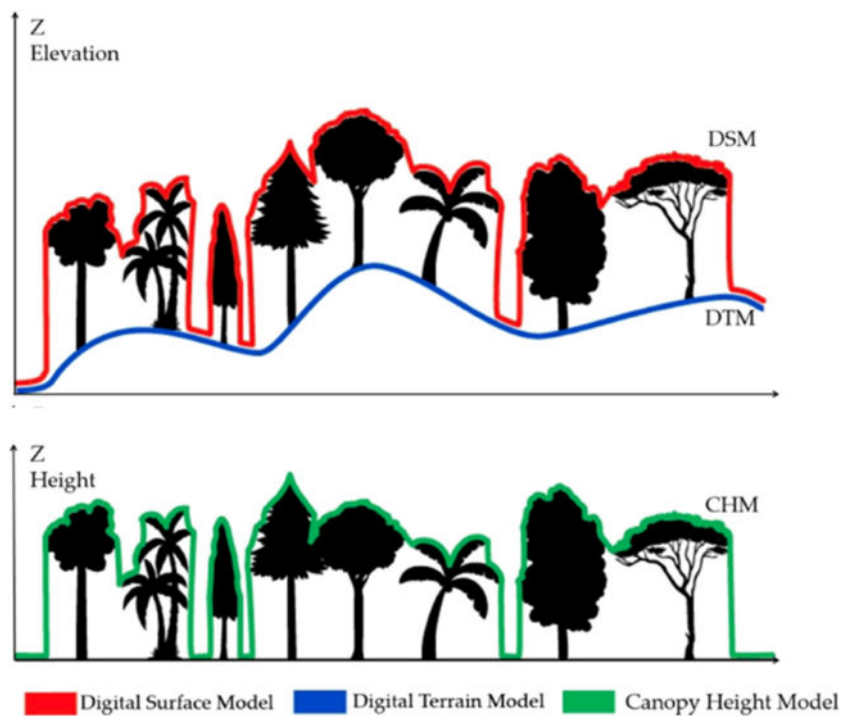 Z
Elevation
DSM
DTM
Z
Height
CHM
Digital Surface Model
Digital Terrain Model
Canopy Height Model